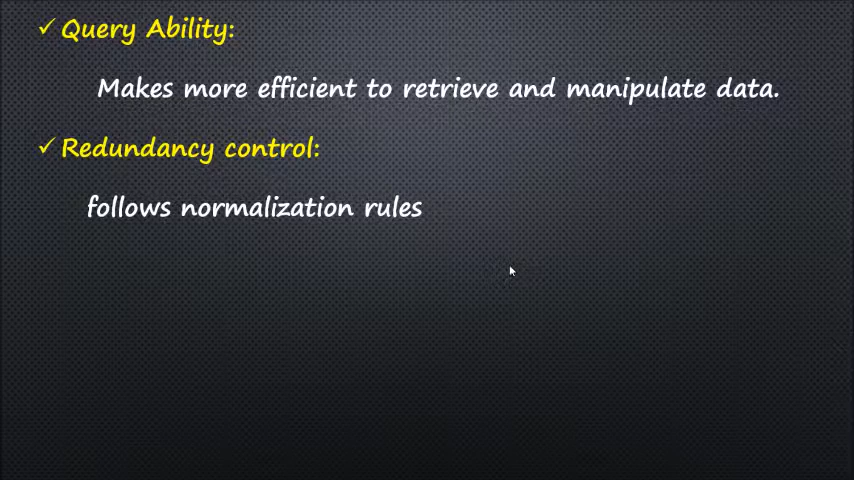 ✓ Query Ability:
Makes more efficient to retrieve and manipulate data.
✓ Redundancy control:
follows normalization rules